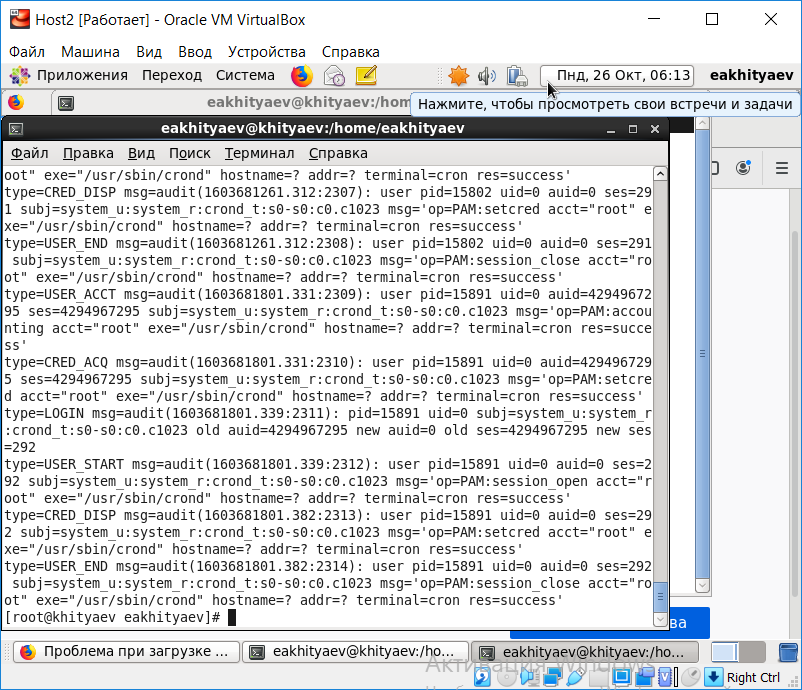 Host2 [Работает] - Oracle VM VirtualBox
Файл Машина Вид Ввод Устройства Справка
Приложения Переход Система Пнд, 26 Окт, 06:13 eakhityaev
eakhityaev@khityaev:/hom
Нажмите, чтобы просмотреть свои встречи и задачи
eakhityaev@khityaev:/home/eakhityaev
Файл Правка Вид Поиск Терминал Справка
oot" exe="/usr/sbin/crond" hostname=? addr=? terminal=cron res=success'
type=CRED_DISP msg=audit(1603681261.312:2307): user pid=15802 uid=0 auid=0 ses=29
1 subj=system_u:system_r:crond_t:s0-s0:c0.c1023 msg='op=PAM:setcred acct="root" e
xe="/usr/sbin/crond" hostname=? addr=? terminal=cron res=success'
type=USER_END msg=audit(1603681261.312:2308): user pid=15802 uid=0 auid=0 ses=291
 subj=system_u:system_r:crond_t:s0-s0:c0.c1023 msg='op=PAM:session_close acct="ro
ot" exe="/usr/sbin/crond" hostname=? addr=? terminal=cron res=success'
type=USER_ACCT msg=audit(1603681801.331:2309): user pid=15891 uid=0 auid=42949672
95 ses=4294967295 subj=system_u:system_r:crond_t:s0-s0:c0.c1023 msg='op=PAM:accou
nting acct="root" exe="/usr/sbin/crond" hostname=? addr=? terminal=cron res=succe
ss'
type=CRED_ACQ msg=audit(1603681801.331:2310): user pid=15891 uid=0 auid=429496729
5 ses=4294967295 subj=system_u:system_r:crond_t:s0-s0:c0.c1023 msg='op=PAM:setcre
d acct="root" exe="/usr/sbin/crond" hostname=? addr=? terminal=cron res=success'
type=LOGIN msg=audit(1603681801.339:2311): pid=15891 uid=0 subj=system_u:system_r
:crond_t:s0-s0:c0.c1023 old auid=4294967295 new auid=0 old ses=4294967295 new ses
=292
type=USER_START msg=audit(1603681801.339:2312): user pid=15891 uid=0 auid=0 ses=2
92 subj=system_u:system_r:crond_t:s0-s0:c0.c1023 msg='op=PAM:session_open acct="r
oot" exe="/usr/sbin/crond" hostname=? addr=? terminal=cron res=success'
type=CRED_DISP msg=audit(1603681801.382:2313): user pid=15891 uid=0 auid=0 ses=29
2 subj=system_u:system_r:crond_t:s0-s0:c0.c1023 msg='op=PAM:setcred acct="root" e
xe="/usr/sbin/crond" hostname=? addr=? terminal=cron res=success'
type=USER_END msg=audit(1603681801.382:2314): user pid=15891 uid=0 auid=0 ses=292
 subj=system_u:system_r:crond_t:s0-s0:c0.c1023 msg='op=PAM:session_close acct="ro
ot" exe="/usr/sbin/crond" hostname=? addr=? terminal=cron res=success'
[root@khityaev eakhityaev]#
ва
Проблема при загрузке ... eakhityaev@khityaev:/ho... eakhityaev@khityaev:/ho...
Активация Windows
Right Ctrl